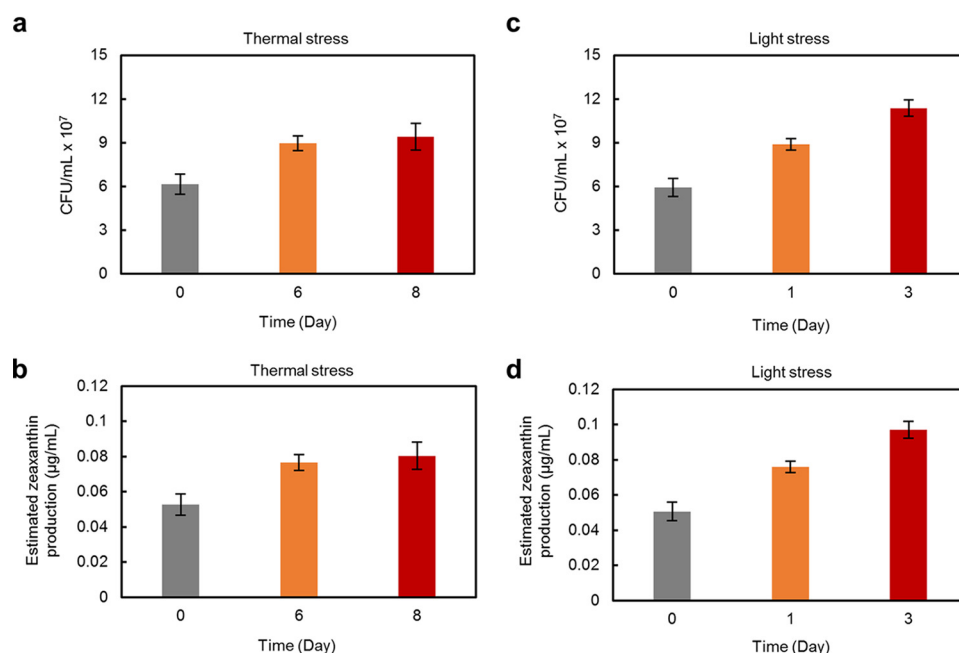 a
Thermal stress
15
12
9
6
3
0
CFU/mL x 10⁷
0 6 8
Time (Day)
c
Light stress
15
12
9
6
3
0
CFU/mL x 10⁷
0 1 3
Time (Day)
b
Thermal stress
0.12
0.1
0.08
0.06
0.04
0.02
0
Estimated zeaxanthin
production (µg/mL)
0 6 8
Time (Day)
d
Light stress
0.12
0.1
0.08
0.06
0.04
0.02
0
Estimated zeaxanthin
production (µg/mL)
0 1 3
Time (Day)